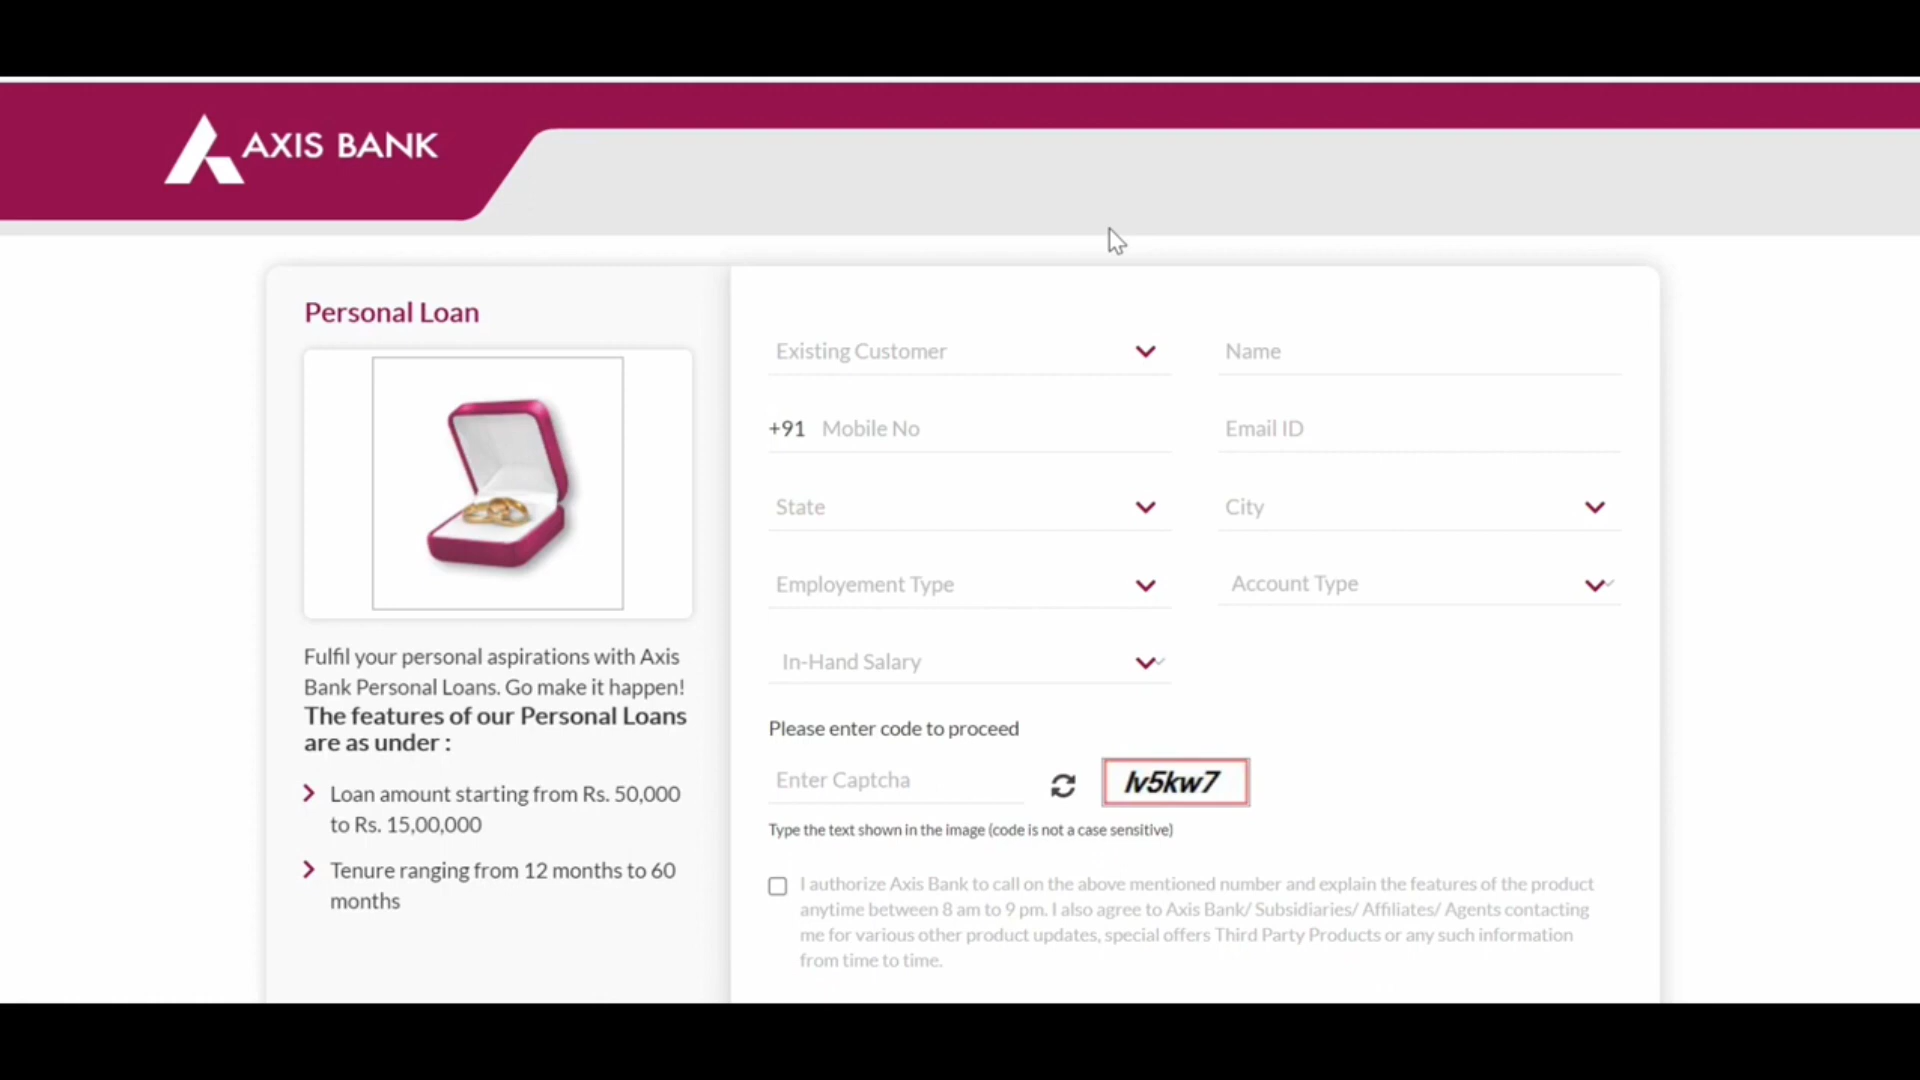 AXIS BANK
Personal Loan
Fulfil your personal aspirations with Axis
Bank Personal Loans. Go make it happen!
The features of our Personal Loans
are as under :
Loan amount starting from Rs. 50,000
to Rs. 15,00,000
Tenure ranging from 12 months to 60
months
Existing Customer
Name
+91 Mobile No
Email ID
State
City
Employement Type
Account Type
In-Hand Salary
Please enter code to proceed
Enter Captcha
lv5kw7
Type the text shown in the image (code is not a case sensitive)
I authorize Axis Bank to call on the above mentioned number and explain the features of the product
anytime between 8 am to 9 pm. I also agree to Axis Bank/ Subsidiaries/ Affiliates/ Agents contacting
me for various other product updates, special offers Third Party Products or any such information
from time to time.